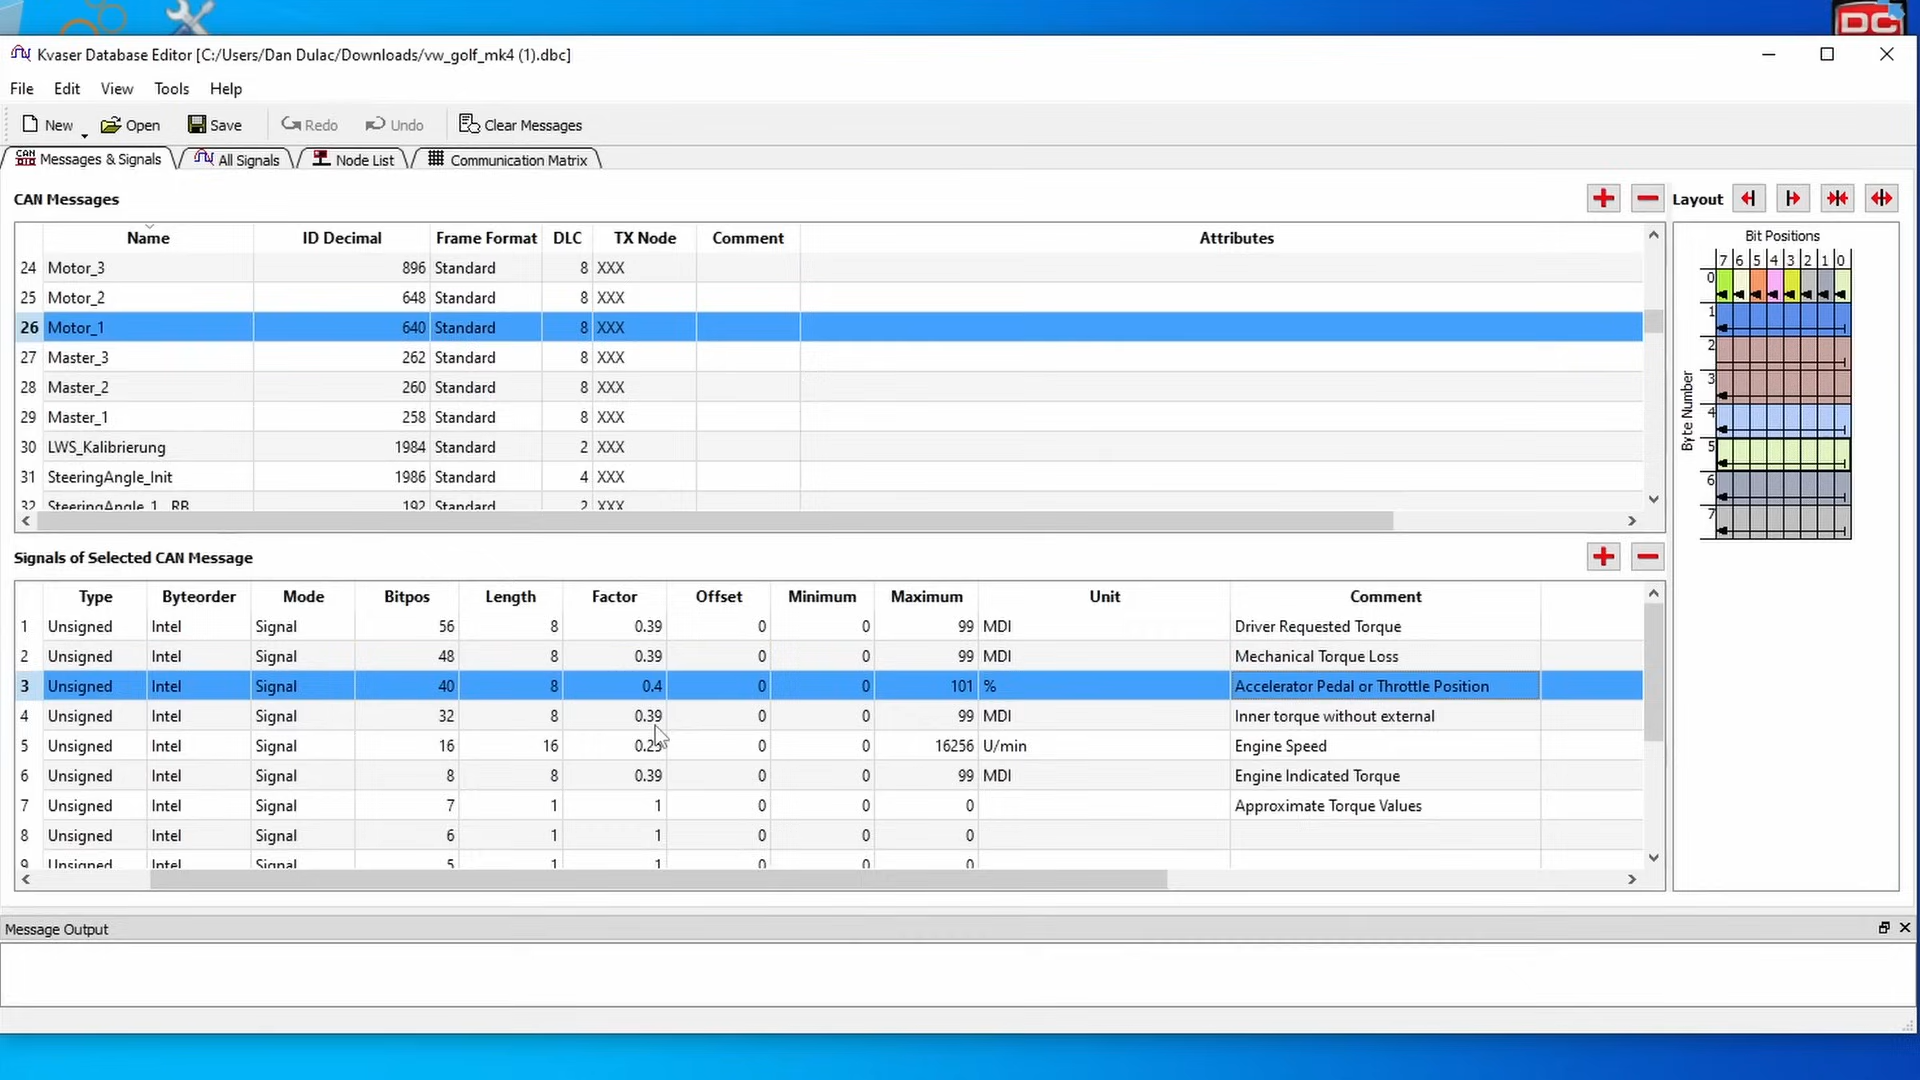 DC
Kvaser Database Editor [C:/Users/Dan Dulac/Downloads/vw_golf_mk4 (1).dbc]
File Edit View Tools Help
New Open Save Redo Undo Clear Messages
Messages & Signals All Signals Node List Communication Matrix
CAN Messages Layout
Name ID Decimal Frame Format DLC TX Node Comment Attributes
24 Motor_3 896 Standard 8 XXX
25 Motor_2 648 Standard 8 XXX
26 Motor_1 640 Standard 8 XXX
27 Master_3 262 Standard 8 XXX
28 Master_2 260 Standard 8 XXX
29 Master_1 258 Standard 8 XXX
30 LWS_Kalibrierung 1984 Standard 2 XXX
31 SteeringAngle_Init 1986 Standard 4 XXX
32 SteeringAngle_1_RB 192 Standard 2 XXX
Bit Positions
7 6 5 4 3 2 1 0
0
1
2
3
4
5
6
7
Byte Number
Signals of Selected CAN Message
Type Byteorder Mode Bitpos Length Factor Offset Minimum Maximum Unit Comment
1 Unsigned Intel Signal 56 8 0.39 0 0 99 MDI Driver Requested Torque
2 Unsigned Intel Signal 48 8 0.39 0 0 99 MDI Mechanical Torque Loss
3 Unsigned Intel Signal 40 8 0.4 0 0 101 % Accelerator Pedal or Throttle Position
4 Unsigned Intel Signal 32 8 0.39 0 0 99 MDI Inner torque without external
5 Unsigned Intel Signal 16 16 0.25 0 0 16256 U/min Engine Speed
6 Unsigned Intel Signal 8 8 0.39 0 0 99 MDI Engine Indicated Torque
7 Unsigned Intel Signal 7 1 1 0 0 0 Approximate Torque Values
8 Unsigned Intel Signal 6 1 1 0 0 0
9 Unsigned Intel Signal 5 1 1 0 0 0
Message Output